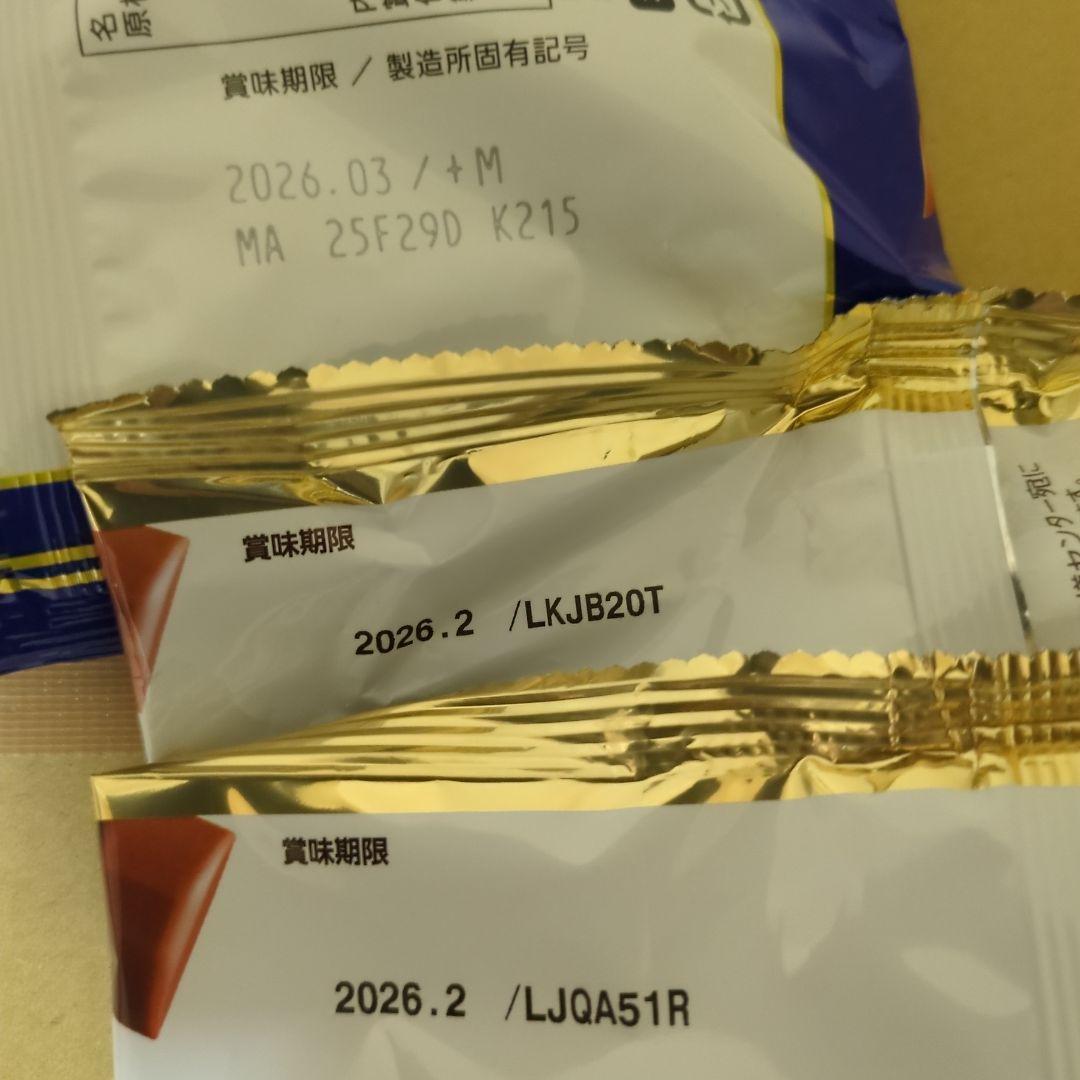 賞味期限 / 製造所固有記号
2026.03 / +M
MA 25F29D K215
賞味期限
2026.2 /LKJB20T
賞味期限
2026.2 /LJQA51R